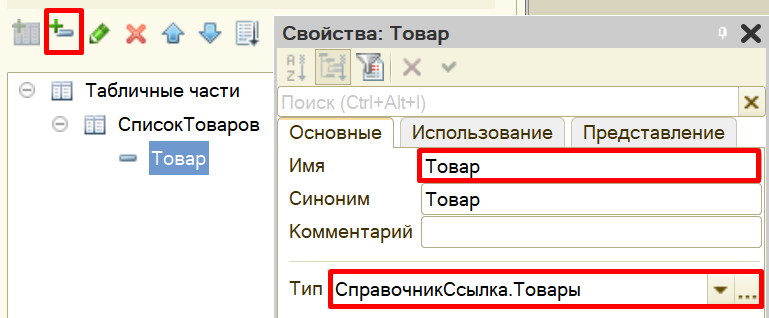 Свойства: Товар
A
Z
Поиск (Ctrl+Alt+I)
Табличные части
СписокТоваров
Товар
Основные
Использование
Представление
Имя
Товар
Синоним
Товар
Комментарий
Тип
СправочникСсылка.Товары
...